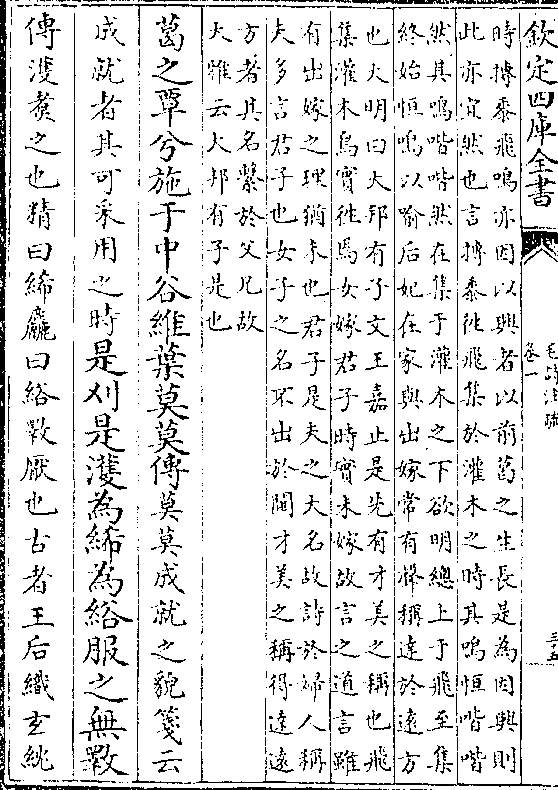 欽定四庫全書
毛詩注疏
卷一
時摶黍飛鳴亦因以興者以前葛之生長是為因興則
此亦宜然也言摶黍徃飛集於灌木之時其鳴恒喈喈
然其鳴喈喈然在集于灌木之下欲明總上于飛至集
終始恒鳴以喻后妃在家與出嫁常有聲稱達於遠方
也大明曰大邦有子文王嘉止是先有才美之稱也飛
集灌木鳥實徃焉女嫁君子時實未嫁故言之道言雖
有出嫁之理猶未也君子是夫之大名故詩於婦人稱
夫多言君子也女子之名不出於閫才美之稱得達遠
方者其名繫於父兄故
大雅云大邦有子是也
葛之覃兮施于中谷維葉莫莫傳莫莫成就之貌箋云
成就者其可采用之時是刈是濩為絺為綌服之無斁
傳濩煑之也精曰絺麤曰綌斁厭也古者王后織玄紞